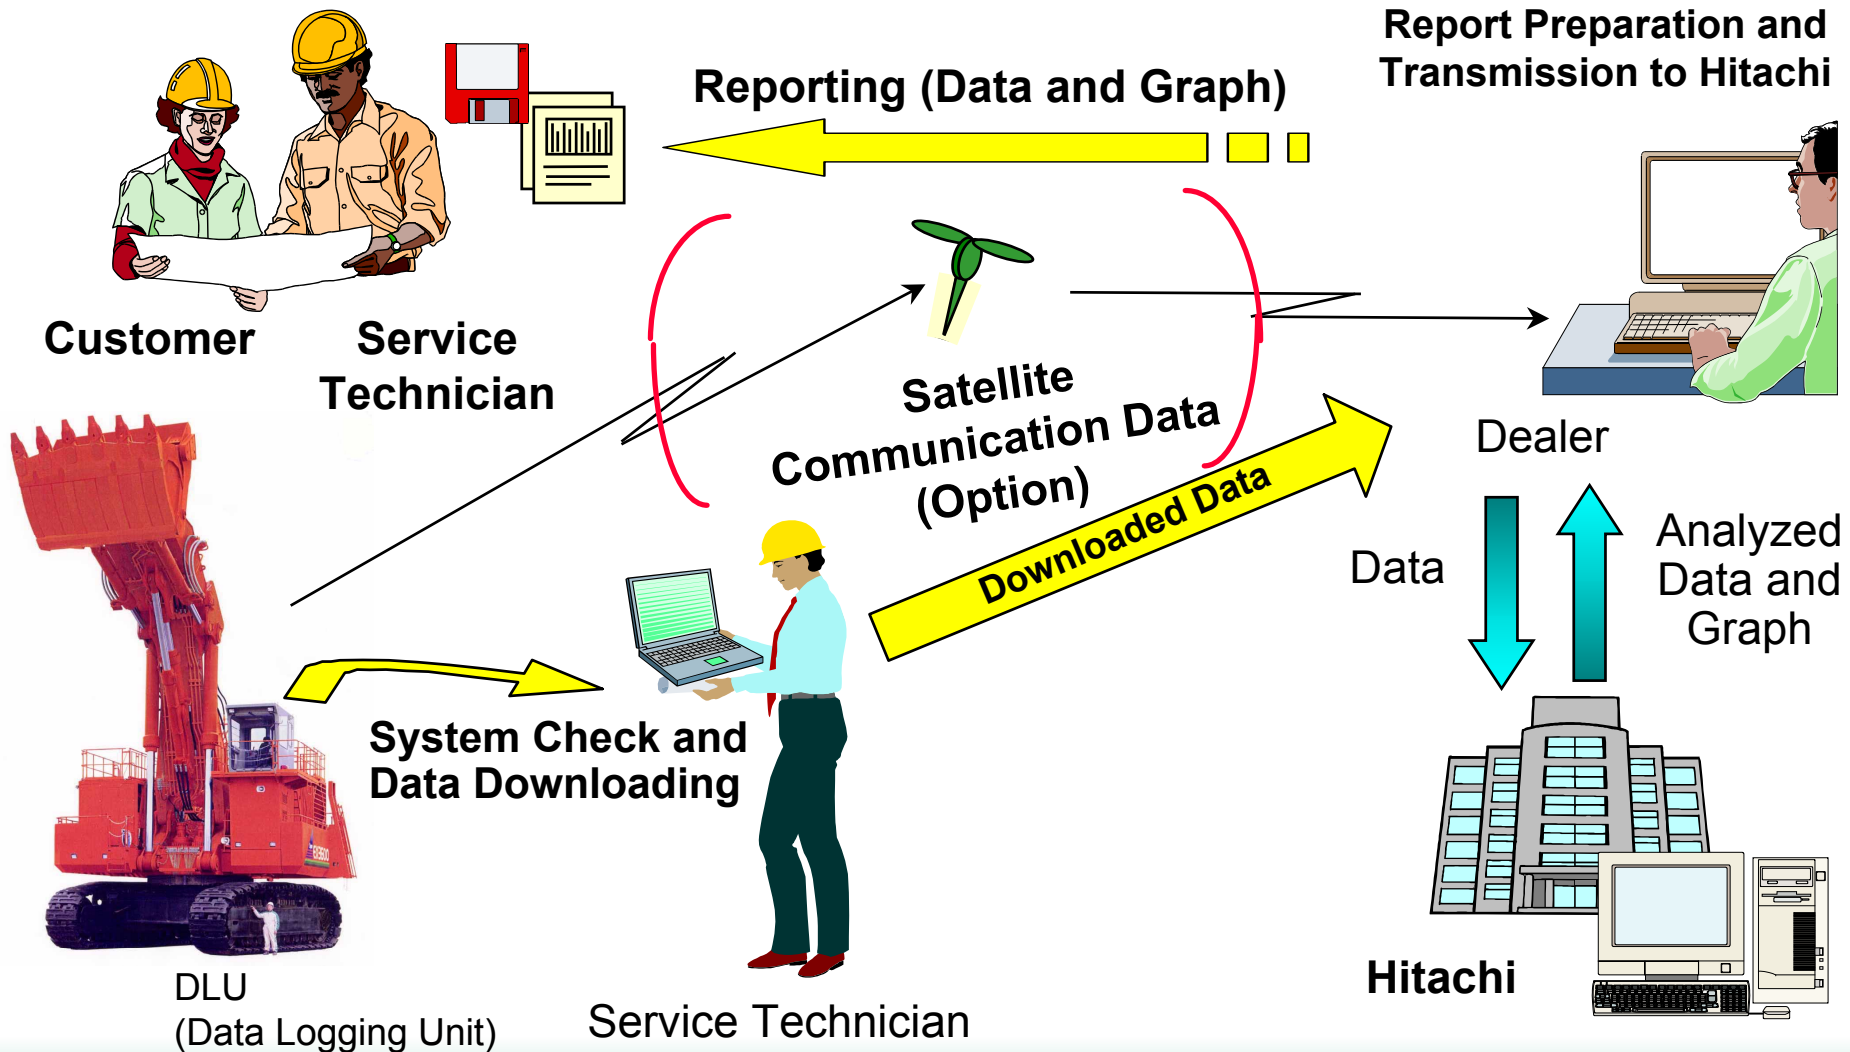 Report Preparation and
Transmission to Hitachi
Reporting (Data and Graph)
Customer
Service
Technician
Satellite
Communication Data
(Option)
Downloaded Data
Dealer
Data
Analyzed
Data and
Graph
System Check and
Data Downloading
Hitachi
DLU
(Data Logging Unit)
Service Technician